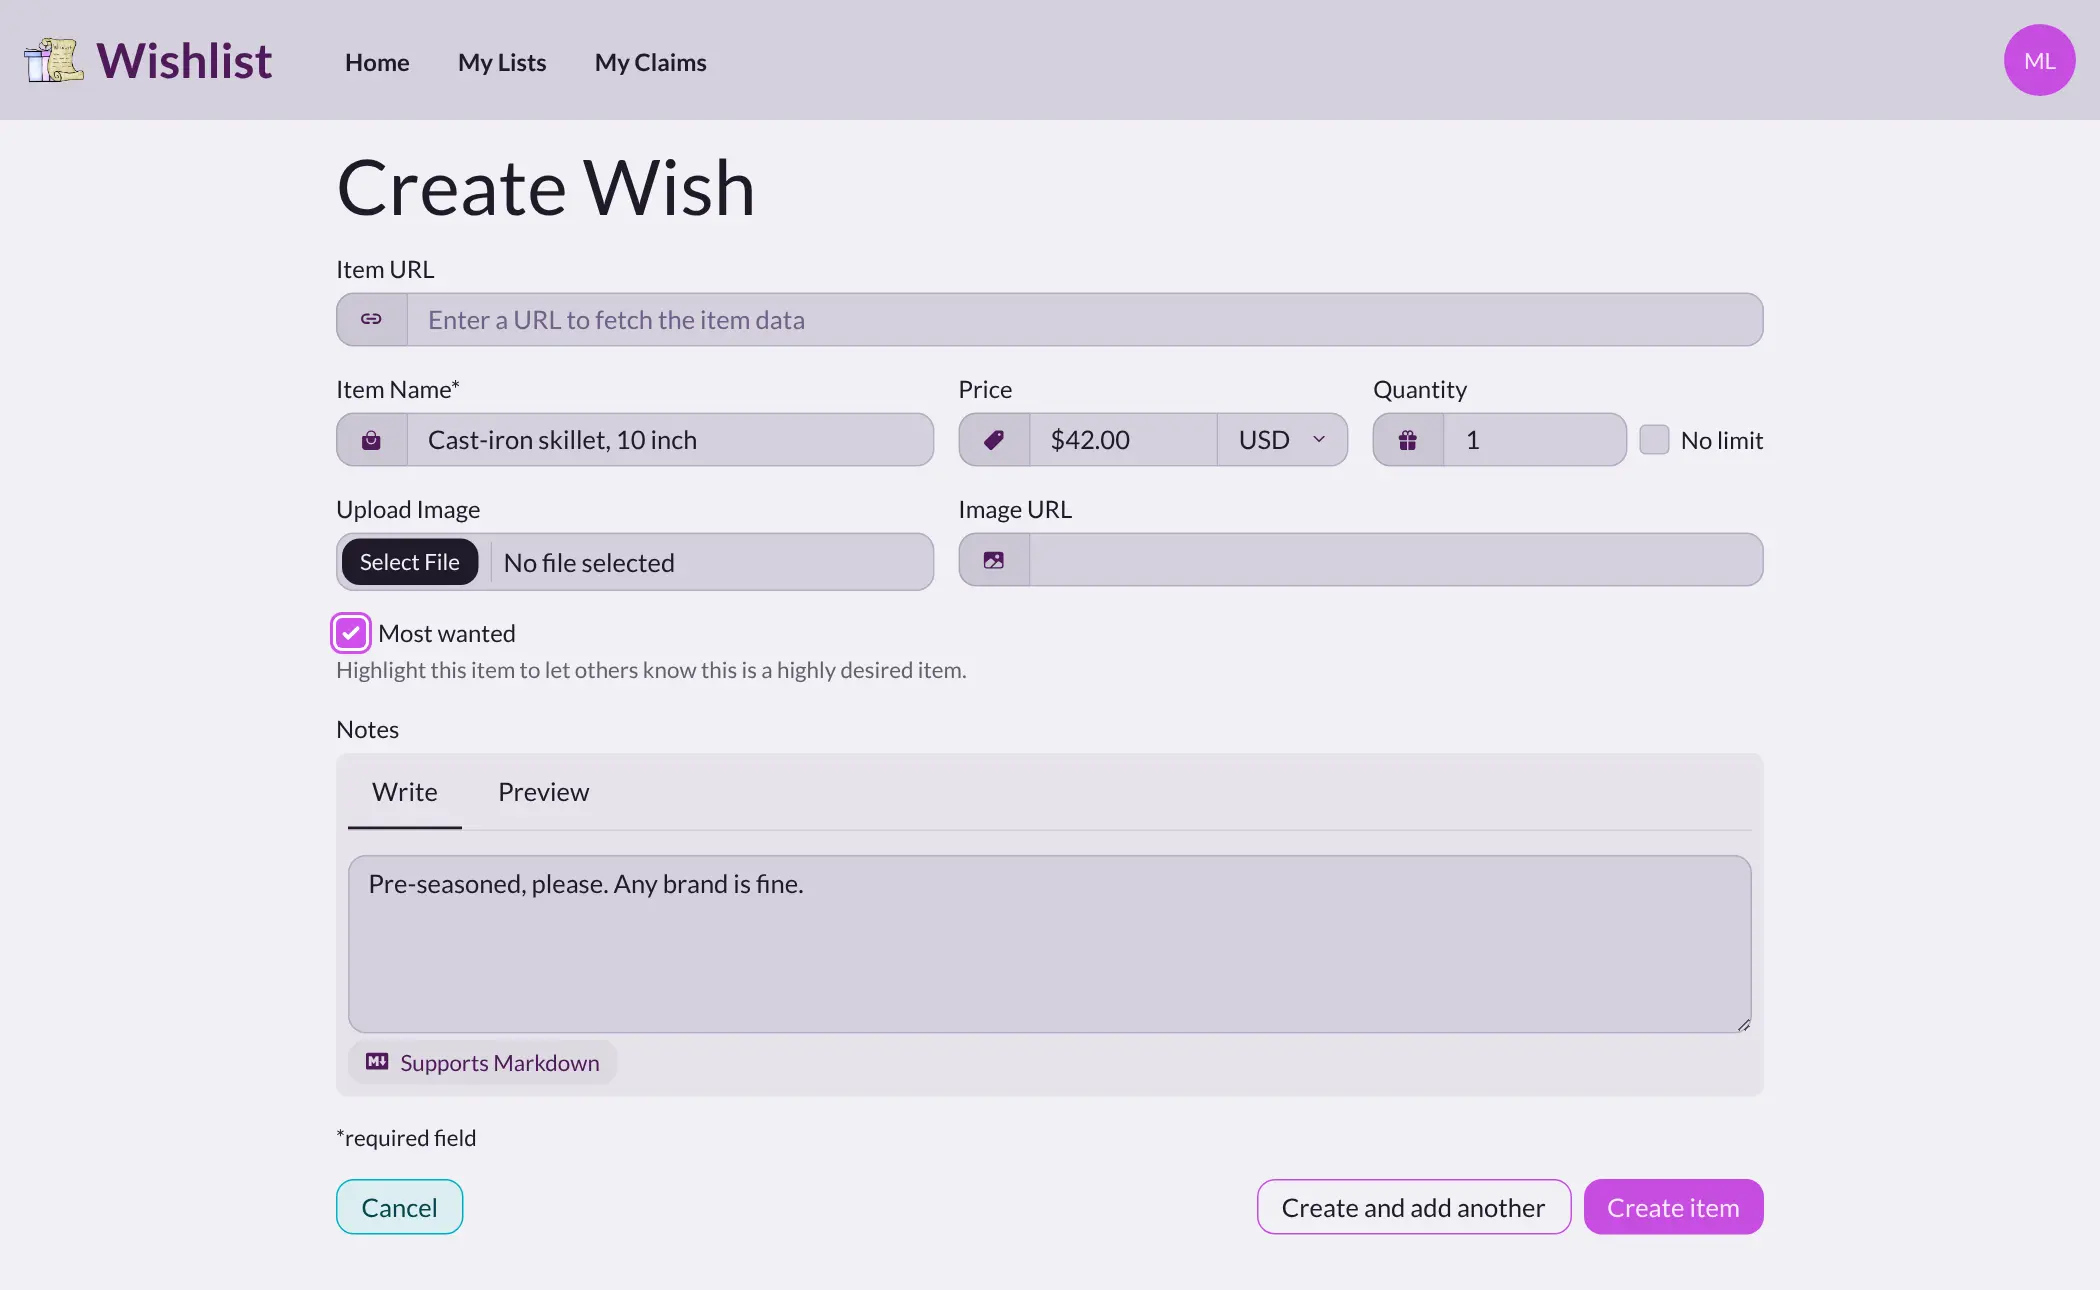 Wishlist
Home My Lists My Claims
ML
Create Wish
Item URL
Enter a URL to fetch the item data
Item Name* Price Quantity
Cast-iron skillet, 10 inch $42.00 USD 1 No limit
Upload Image Image URL
Select File No file selected
Most wanted
Highlight this item to let others know this is a highly desired item.
Notes
Write Preview
Pre-seasoned, please. Any brand is fine.
Supports Markdown
*required field
Cancel Create and add another Create item